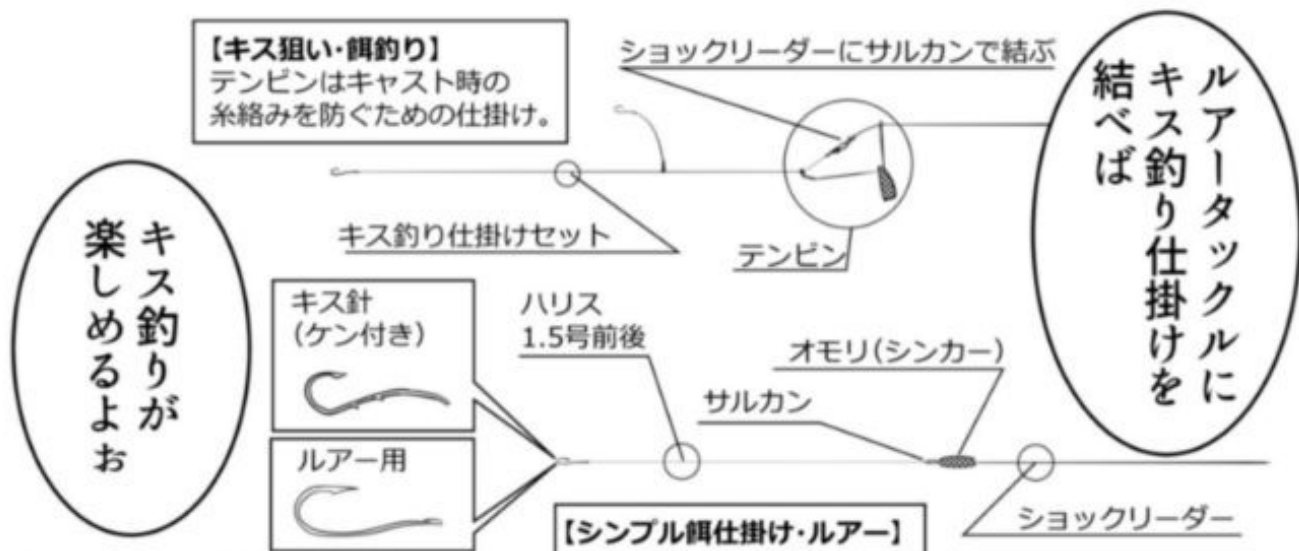 ルアータックルに
キス釣り仕掛けを
結べば
【キス狙い・餌釣り】
テンビンはキャスト時の
糸絡みを防ぐための仕掛け。
ショックリーダーにサルカンで結ぶ
キス釣り仕掛けセット
テンビン
キス釣りが
楽しめるよぉ
キス針
(ケン付き)
ルアー用
ハリス
1.5号前後
オモリ(シンカー)
サルカン
ショックリーダー
【シンプル餌仕掛け・ルアー】